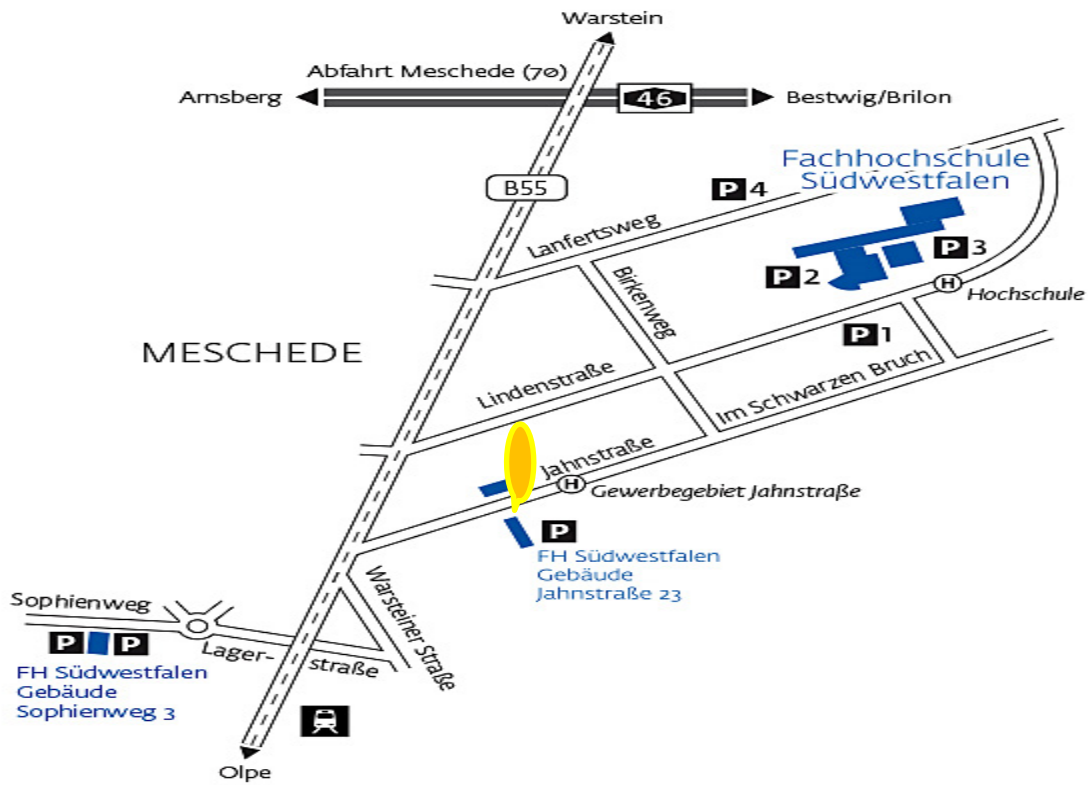 Warstein
Abfahrt Meschede (70)
Arnsberg
46
Bestwig/Brilon
Fachhochschule
Südwestfalen
B55
P 4
Lanfertsweg
P 3
P 2
Birkenweg
H
Hochschule
P 1
MESCHEDE
Lindenstraße
Im Schwarzen Bruch
Jahnstraße
H
Gewerbegebiet Jahnstraße
P
FH Südwestfalen
Gebäude
Jahnstraße 23
Warsteiner Straße
Sophienweg
P P
Lager-
straße
FH Südwestfalen
Gebäude
Sophienweg 3
Olpe